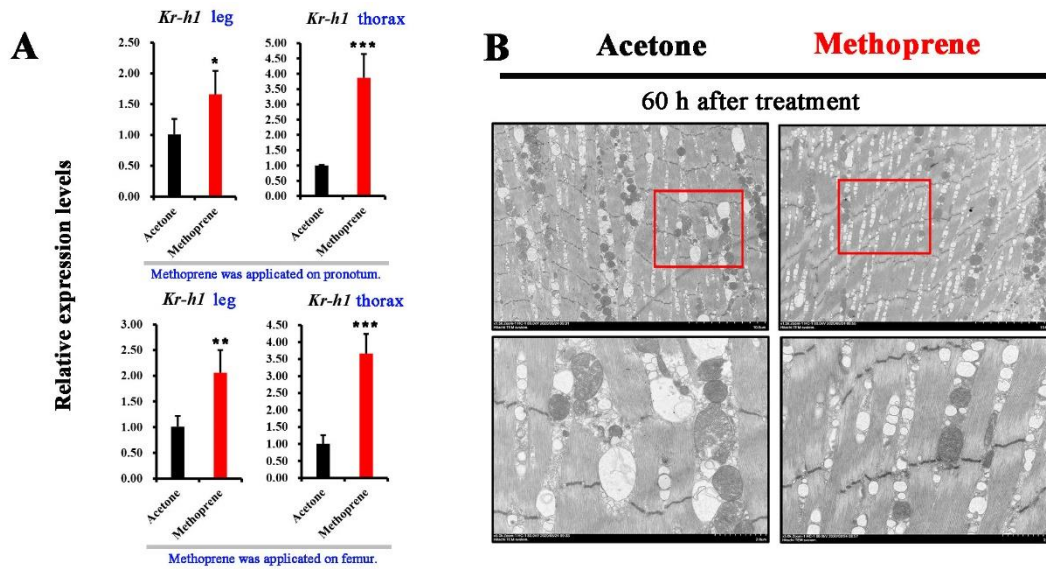 A
Relative expression levels
Kr-h1 leg
2.50
2.00
1.50
1.00
0.50
0.00
*
Acetone
Methoprene
Kr-h1 thorax
5.00
4.50
4.00
3.50
3.00
2.50
2.00
1.50
1.00
0.50
0.00
***
Acetone
Methoprene
Methoprene was applicated on pronotum.
Kr-h1 leg
3.00
2.50
2.00
1.50
1.00
0.50
0.00
**
Acetone
Methoprene
Kr-h1 thorax
4.50
4.00
3.50
3.00
2.50
2.00
1.50
1.00
0.50
0.00
***
Acetone
Methoprene
Methoprene was applicated on femur.
B
Acetone
Methoprene
60 h after treatment